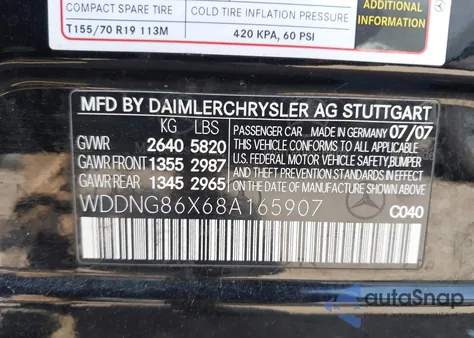 COMPACT SPARE TIRE
COLD TIRE INFLATION PRESSURE
T155/70 R19 113M
420 KPA, 60 PSI
MFD BY DAIMLERCHRYSLER AG STUTTGART
KG LBS
GVWR 2640 5820
GAWR FRONT 1355 2987
GAWR REAR 1345 2965
PASSENGER CAR MADE IN GERMANY 07/07
THIS VEHICLE CONFORMS TO ALL APPLICABLE
U.S. FEDERAL MOTOR VEHICLE SAFETY, BUMPER
AND THEFT PREVENTION STANDARDS IN
EFFECT ON THE DATE OF MANUFACTURE
SHOWN ABOVE
WDDNG86X68A165907
C040
autoSnap